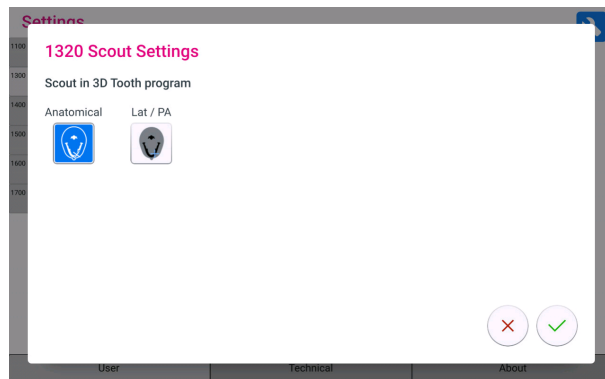 Settings
1100
1320 Scout Settings
1300
Scout in 3D Tooth program
1400
Anatomical Lat / PA
1500
1600
1700
User Technical About